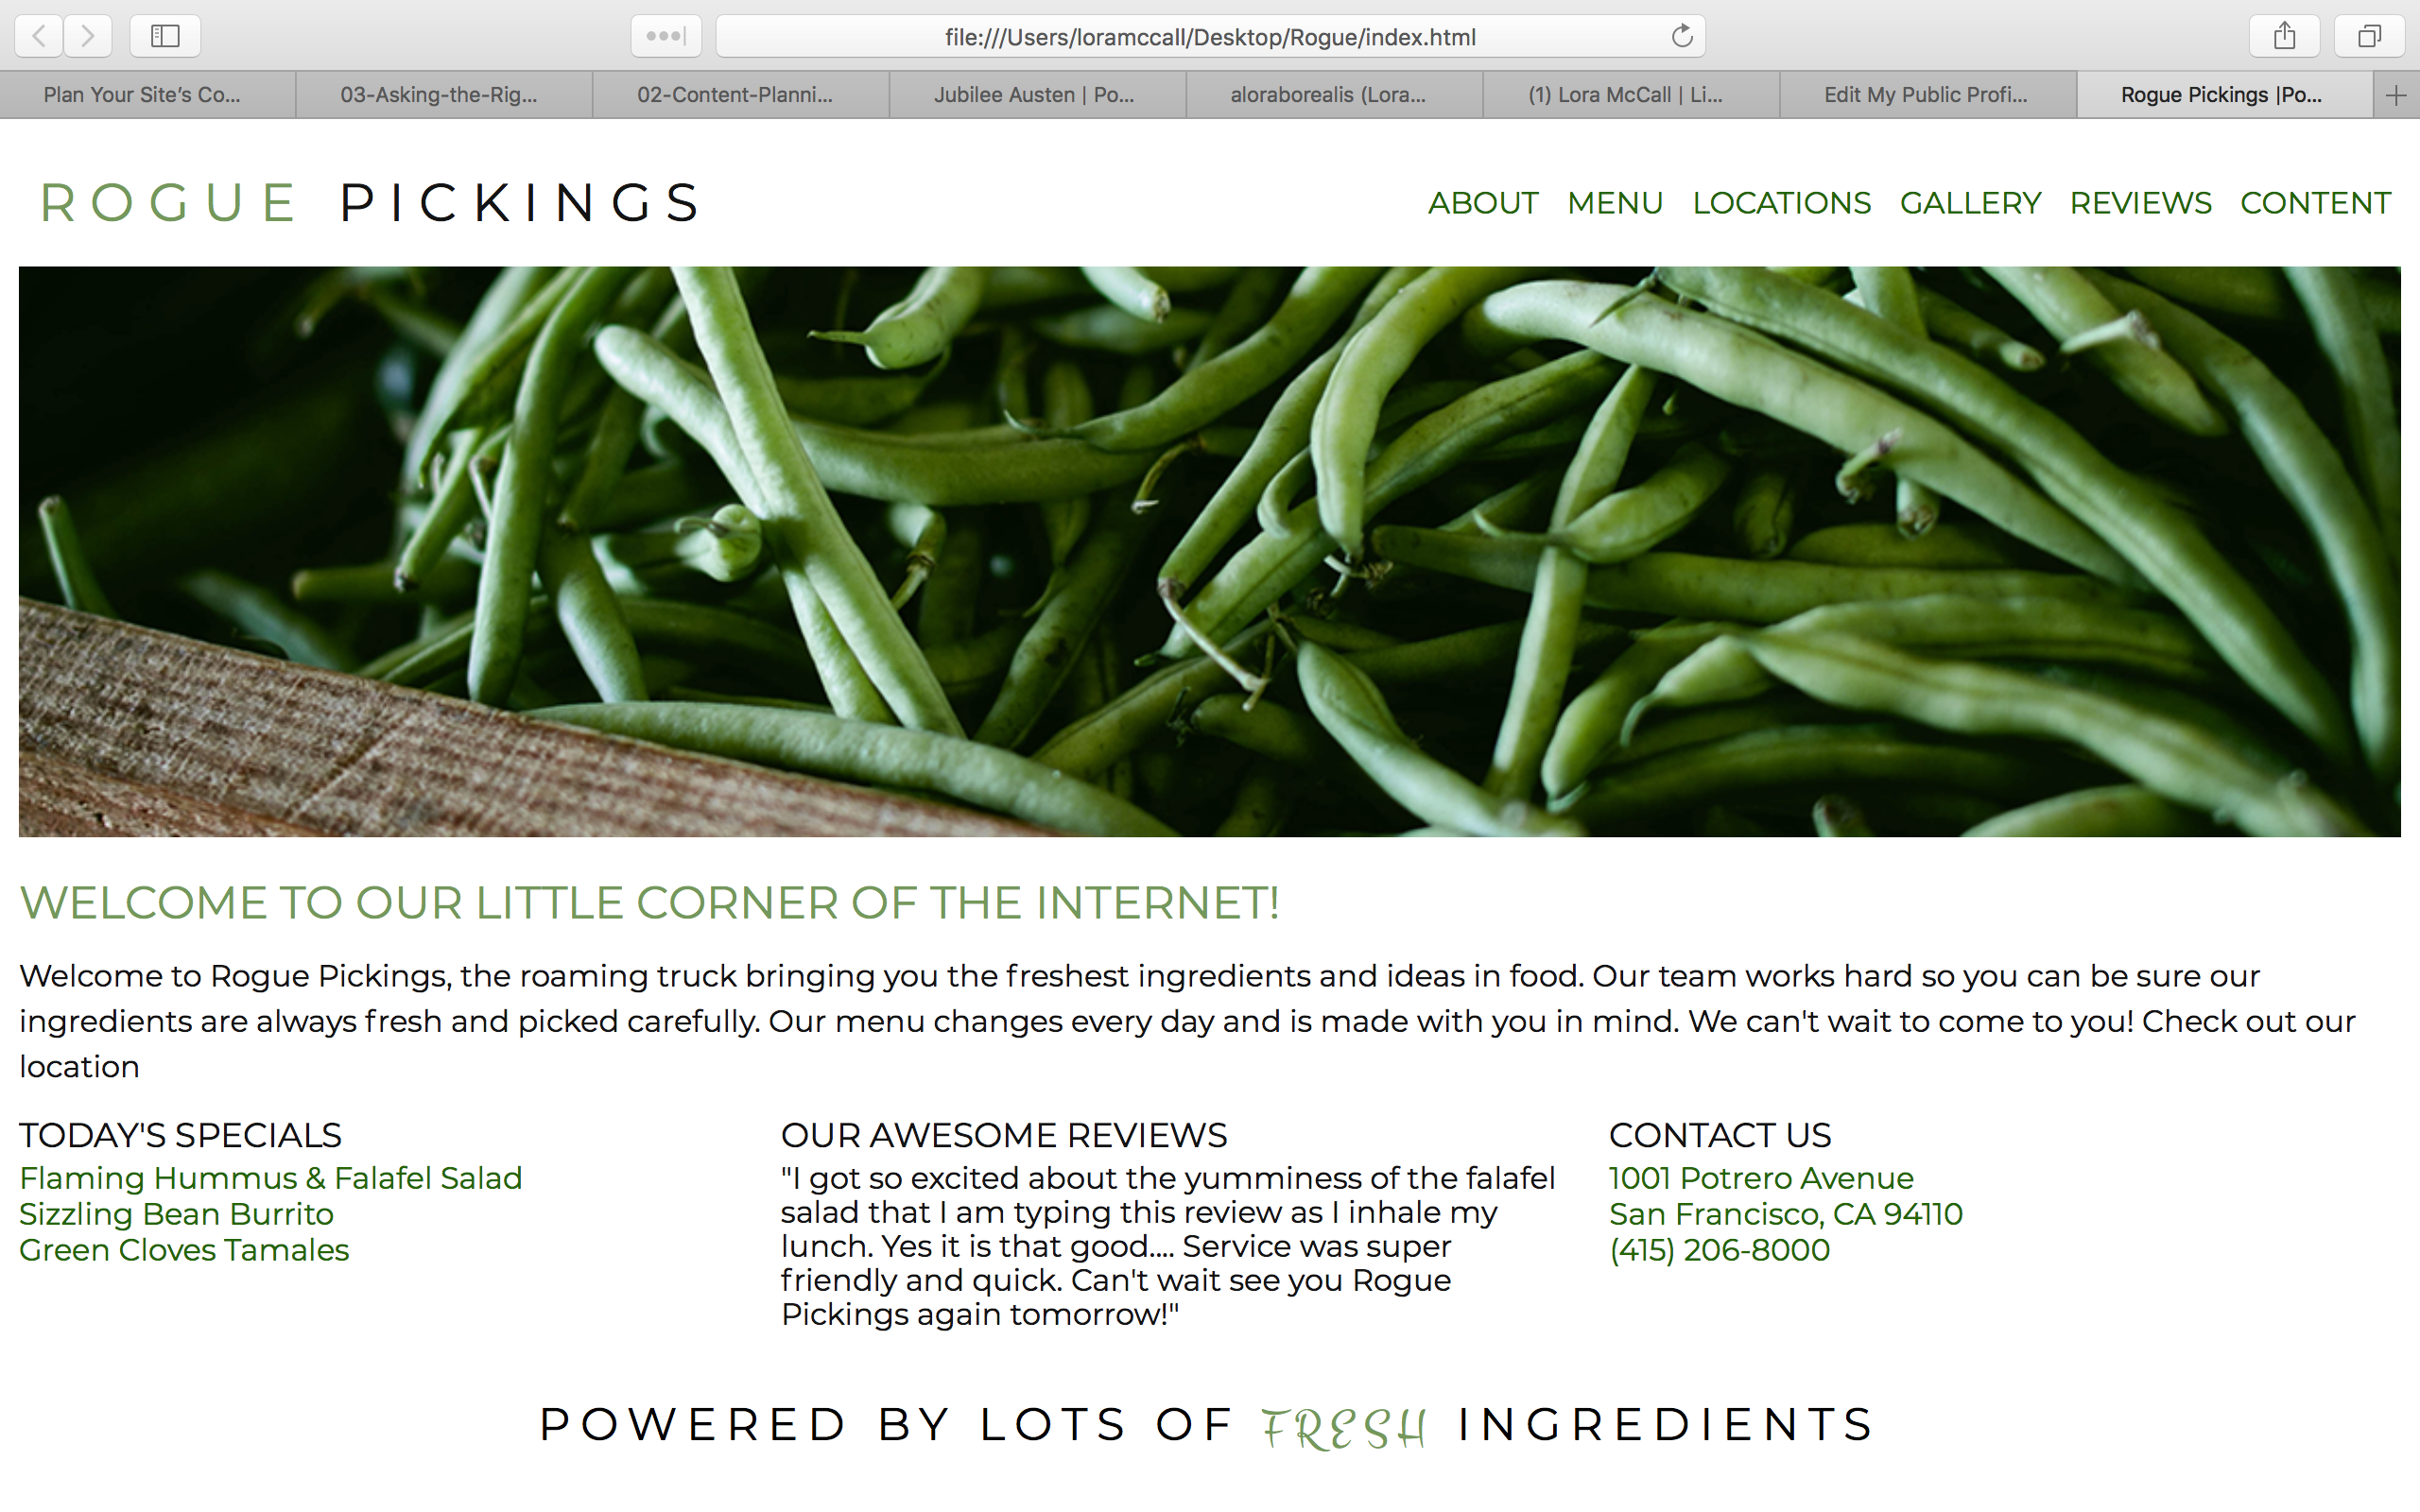 file:///Users/loramccall/Desktop/Rogue/index.html
Plan Your Site’s Co... 03-Asking-the-Rig... 02-Content-Planni... Jubilee Austen | Po... aloraborealis (Lora... (1) Lora McCall | Li... Edit My Public Profi... Rogue Pickings |Po...
ROGUE PICKINGS
ABOUT MENU LOCATIONS GALLERY REVIEWS CONTENT
WELCOME TO OUR LITTLE CORNER OF THE INTERNET!
Welcome to Rogue Pickings, the roaming truck bringing you the freshest ingredients and ideas in food. Our team works hard so you can be sure our
ingredients are always fresh and picked carefully. Our menu changes every day and is made with you in mind. We can't wait to come to you! Check out our
location
TODAY'S SPECIALS
Flaming Hummus & Falafel Salad
Sizzling Bean Burrito
Green Cloves Tamales
OUR AWESOME REVIEWS
"I got so excited about the yumminess of the falafel
salad that I am typing this review as I inhale my
lunch. Yes it is that good.... Service was super
friendly and quick. Can't wait see you Rogue
Pickings again tomorrow!"
CONTACT US
1001 Potrero Avenue
San Francisco, CA 94110
(415) 206-8000
POWERED BY LOTS OF FRESH INGREDIENTS